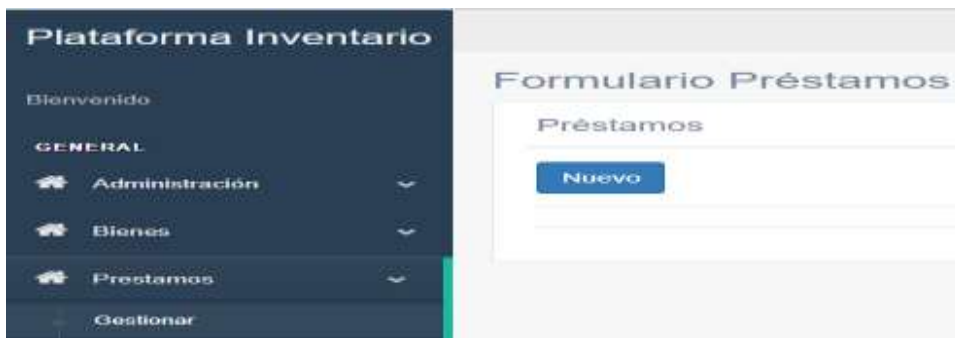 Plataforma Inventario
Bienvenido
GENERAL
Administración
Bienes
Prestamos
Gestionar
Formulario Préstamos
Préstamos
Nuevo